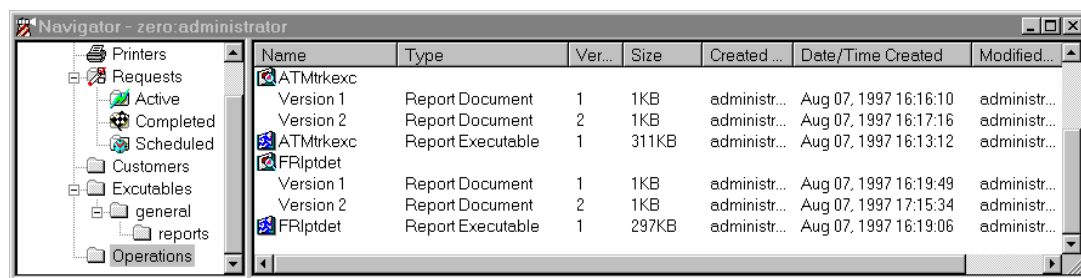 Navigator - zero:administrator
Printers
Requests
Active
Completed
Scheduled
Customers
Excutables
general
reports
Operations
Name Type Ver... Size Created ... Date/Time Created Modified...
ATMtrkexc
Version 1 Report Document 1 1KB administr... Aug 07, 1997 16:16:10 administr...
Version 2 Report Document 2 1KB administr... Aug 07, 1997 16:17:16 administr...
ATMtrkexc Report Executable 1 311KB administr... Aug 07, 1997 16:13:12 administr...
FRIptdet
Version 1 Report Document 1 1KB administr... Aug 07, 1997 16:19:49 administr...
Version 2 Report Document 2 1KB administr... Aug 07, 1997 17:15:34 administr...
FRIptdet Report Executable 1 297KB administr... Aug 07, 1997 16:19:06 administr...